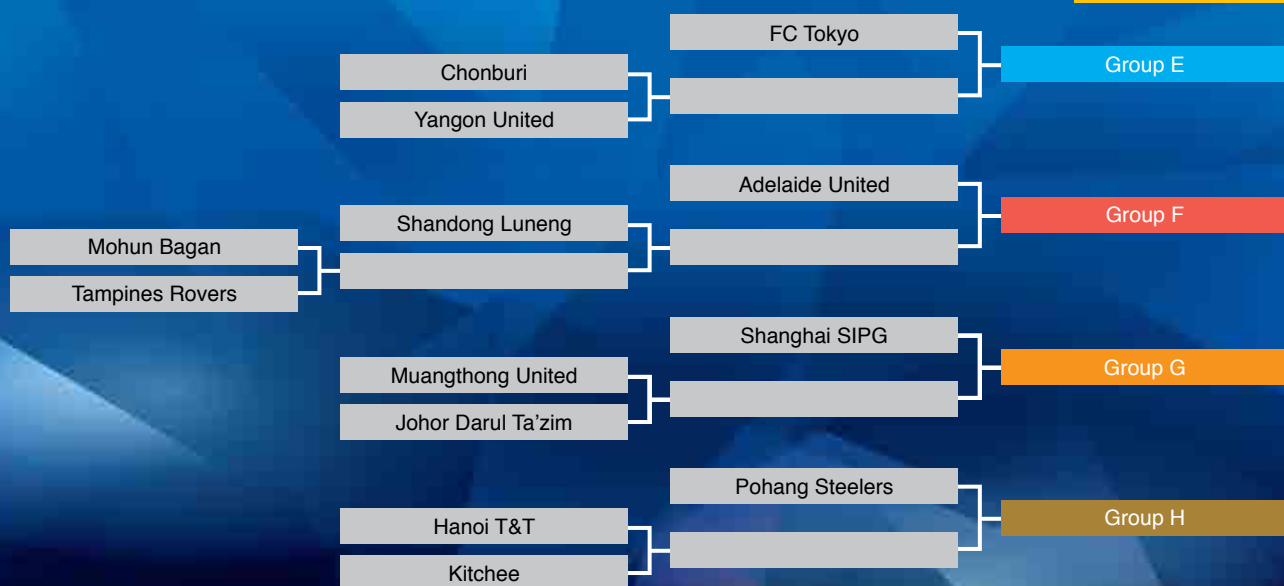 FC Tokyo
Group E
Chonburi
Yangon United
Adelaide United
Group F
Shandong Luneng
Mohun Bagan
Tampines Rovers
Shanghai SIPG
Group G
Muangthong United
Johor Darul Ta’zim
Pohang Steelers
Group H
Hanoi T&T
Kitchee